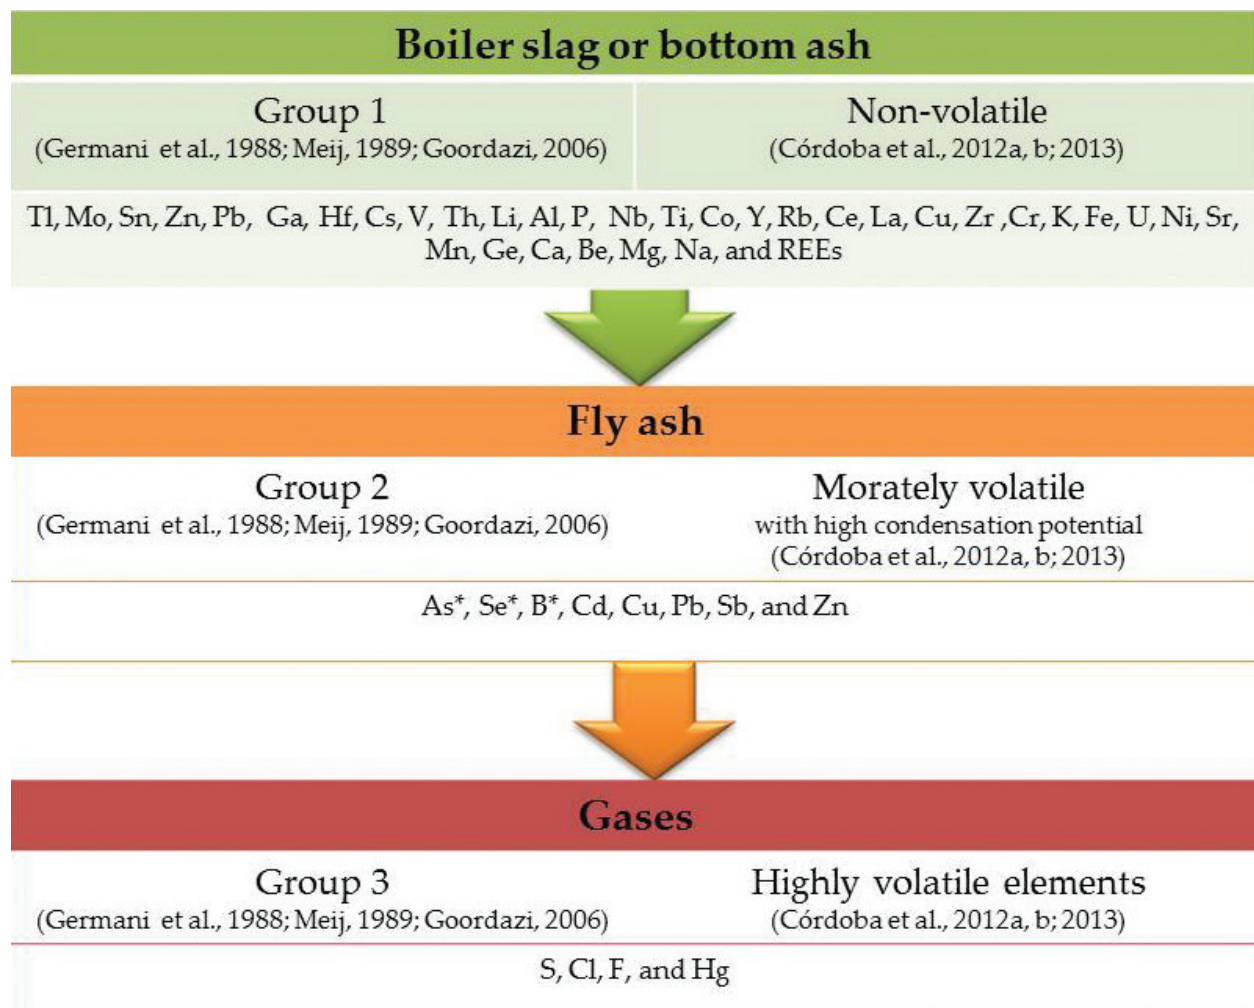 Boiler slag or bottom ash
Group 1
(Germani et al., 1988; Meij, 1989; Goordazi, 2006)
Non-volatile
(Córdoba et al., 2012a, b; 2013)
Tl, Mo, Sn, Zn, Pb, Ga, Hf, Cs, V, Th, Li, Al, P, Nb, Ti, Co, Y, Rb, Ce, La, Cu, Zr ,Cr, K, Fe, U, Ni, Sr,
Mn, Ge, Ca, Be, Mg, Na, and REEs
Fly ash
Group 2
(Germani et al., 1988; Meij, 1989; Goordazi, 2006)
Morately volatile
with high condensation potential
(Córdoba et al., 2012a, b; 2013)
As*, Se*, B*, Cd, Cu, Pb, Sb, and Zn
Gases
Group 3
(Germani et al., 1988; Meij, 1989; Goordazi, 2006)
Highly volatile elements
(Córdoba et al., 2012a, b; 2013)
S, Cl, F, and Hg